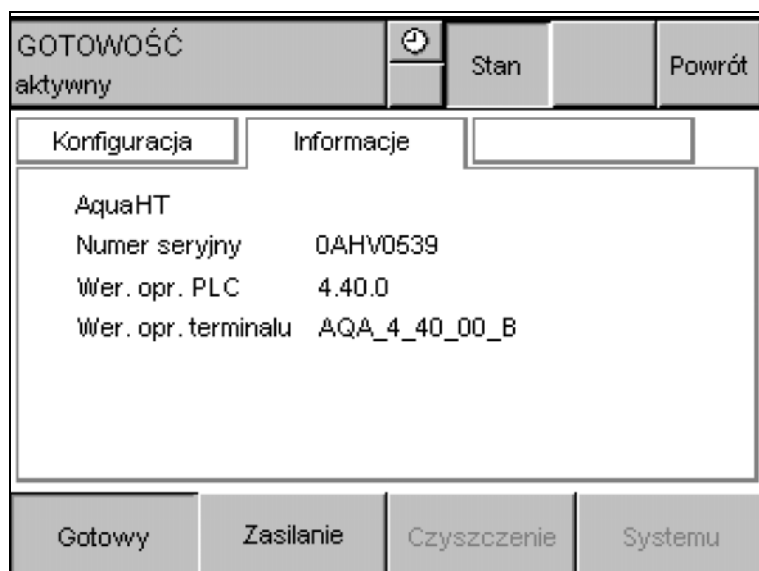 GOTOWOŚĆ
aktywny
Stan
Powrót
Konfiguracja
Informacje
AquaHT
Numer seryjny 0AHV0539
Wer. opr. PLC 4.40.0
Wer. opr. terminalu AQA_4_40_00_B
Gotowy
Zasilanie
Czyszczenie
Systemu